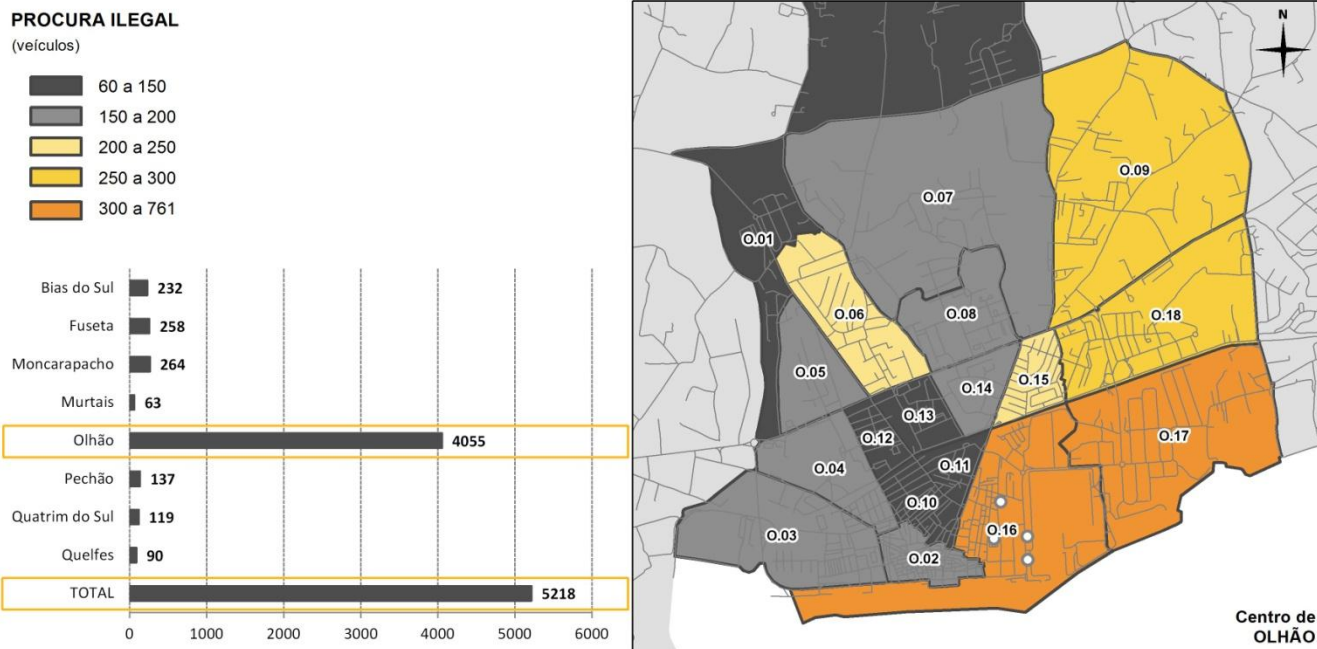 PROCURA ILEGAL
(veículos)
60 a 150
150 a 200
200 a 250
250 a 300
300 a 761
Bias do Sul 232
Fuseta 258
Moncarapacho 264
Murtais 63
Olhão 4055
Pechão 137
Quatrim do Sul 119
Quelfes 90
TOTAL 5218
0 1000 2000 3000 4000 5000 6000
N
O.09
O.07
O.01
O.06
O.08
O.18
O.05
O.14
O.15
O.13
O.12
O.17
O.04
O.11
O.10
O.16
O.03
O.02
Centro de
OLHÃO